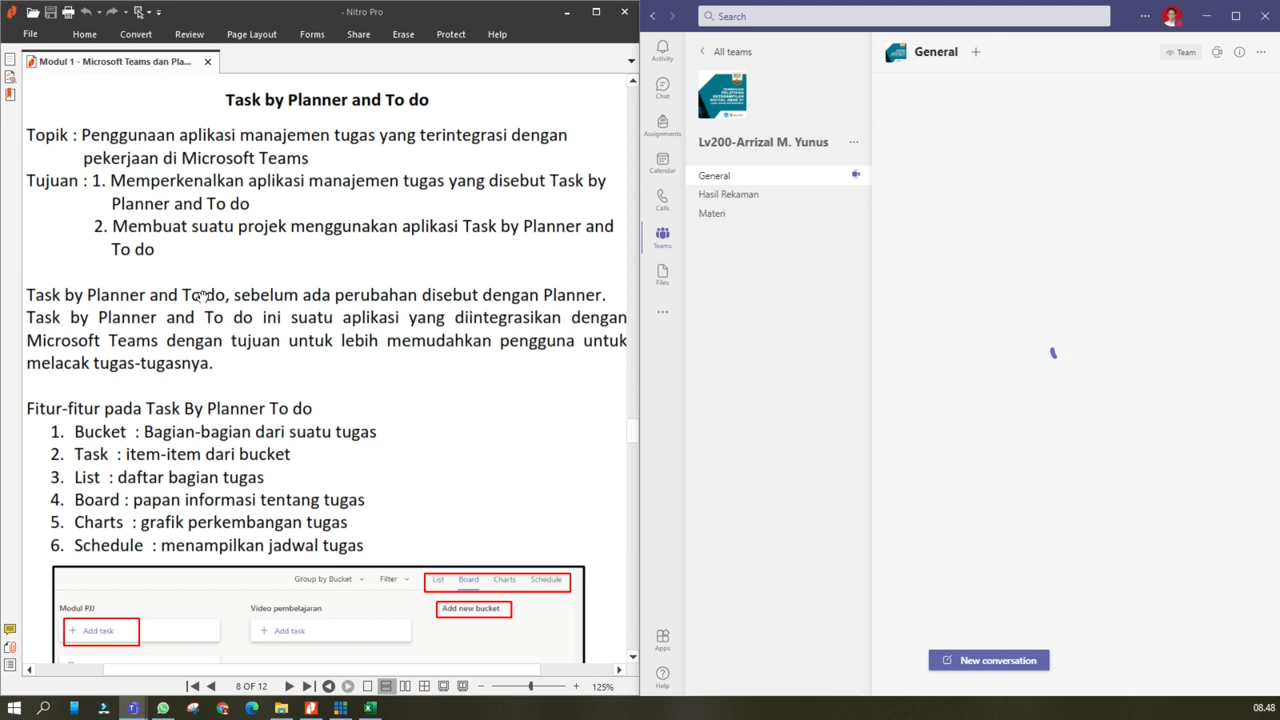 - Nitro Pro
File
Home
Convert
Review
Page Layout
Forms
Share
Erase
Protect
Help
Modul 1 - Microsoft Teams dan Pla...
Task by Planner and To do
Topik : Penggunaan aplikasi manajemen tugas yang terintegrasi dengan
pekerjaan di Microsoft Teams
Tujuan : 1. Memperkenalkan aplikasi manajemen tugas yang disebut Task by
Planner and To do
2. Membuat suatu projek menggunakan aplikasi Task by Planner and
To do
Task by Planner and To do, sebelum ada perubahan disebut dengan Planner.
Task by Planner and To do ini suatu aplikasi yang diintegrasikan dengan
Microsoft Teams dengan tujuan untuk lebih memudahkan pengguna untuk
melacak tugas-tugasnya.
Fitur-fitur pada Task By Planner To do
1. Bucket : Bagian-bagian dari suatu tugas
2. Task : item-item dari bucket
3. List : daftar bagian tugas
4. Board : papan informasi tentang tugas
5. Charts : grafik perkembangan tugas
6. Schedule : menampilkan jadwal tugas
Group by Bucket
Filter
List
Board
Charts
Schedule
Modul PJJ
Video pembelajaran
Add new bucket
+ Add task
+ Add task
8 OF 12
125%
Search
Activity
Chat
Assignments
Calendar
Calls
Teams
Files
Apps
Help
All teams
Lv200-Arrizal M. Yunus
General
Hasil Rekaman
Materi
General
Team
New conversation
08.48